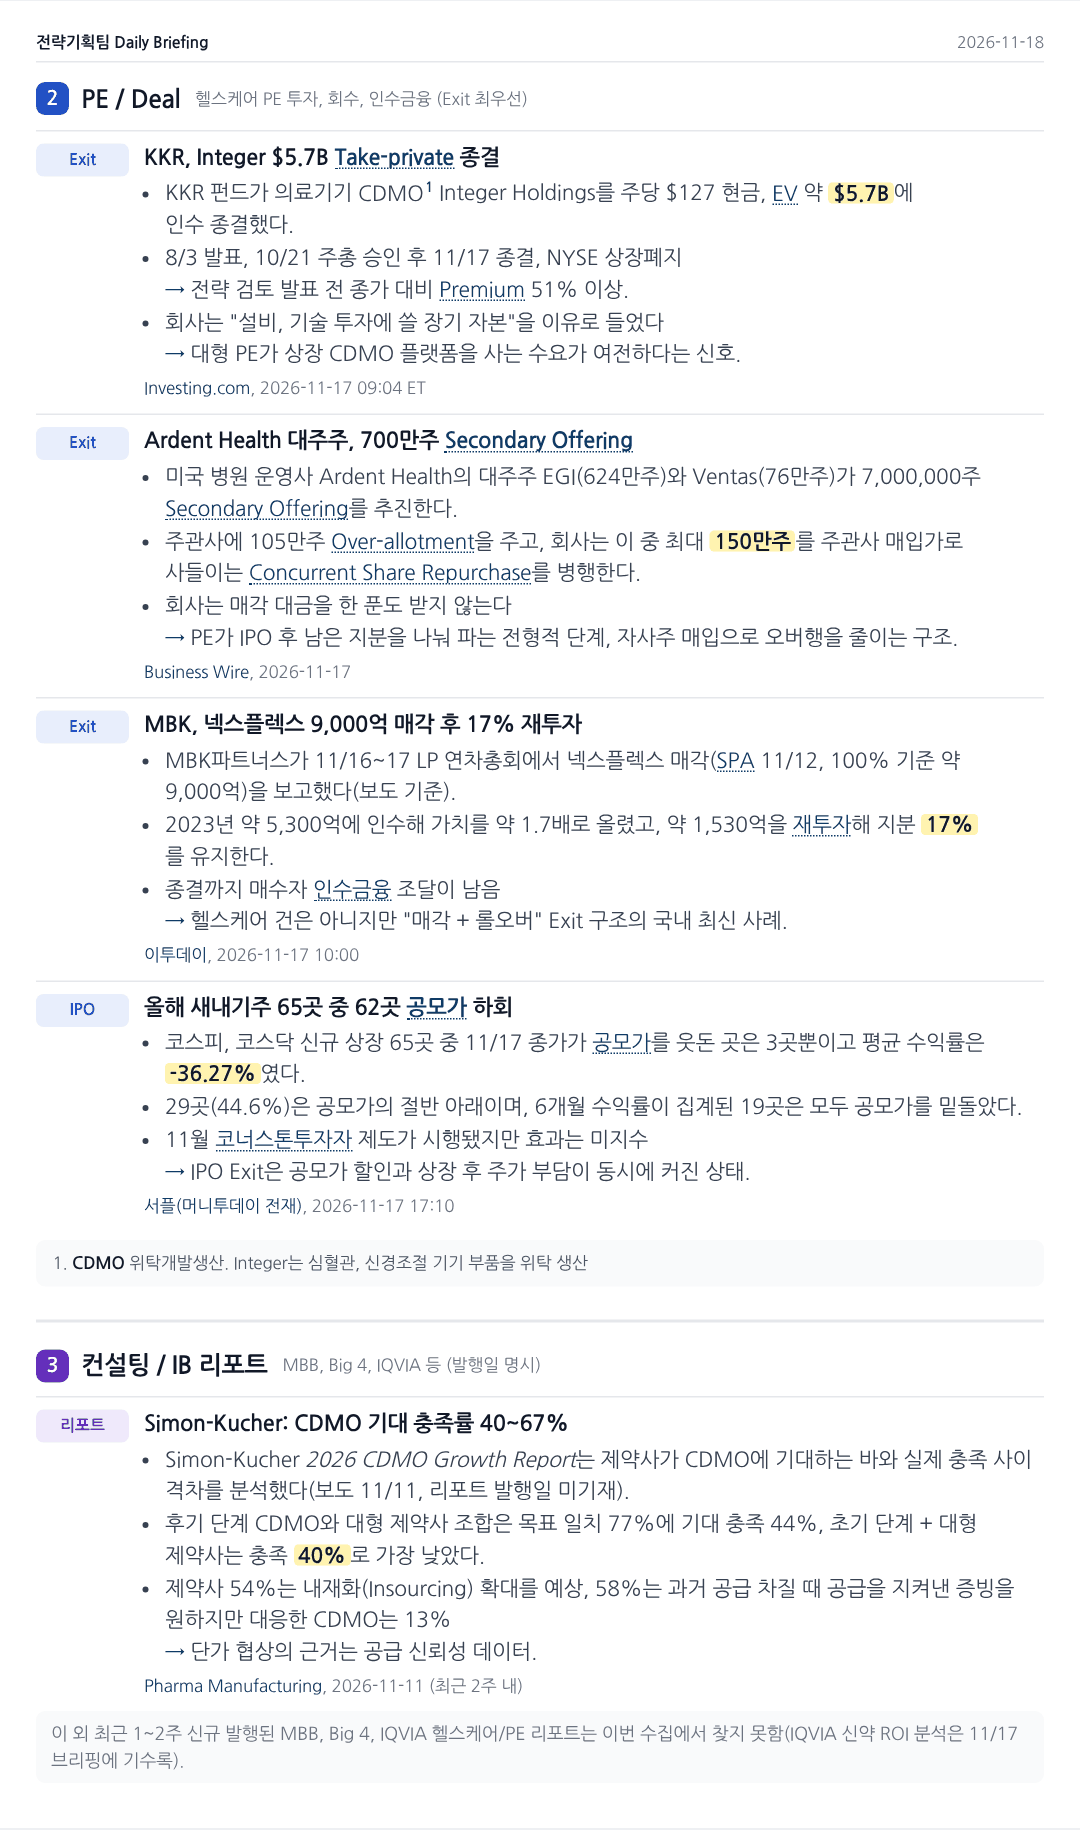 전략기획팀 Daily Briefing
2026-11-18
2 PE / Deal 헬스케어 PE 투자, 회수, 인수금융 (Exit 최우선)
Exit
KKR, Integer $5.7B Take-private 종결
• KKR 펀드가 의료기기 CDMO¹ Integer Holdings를 주당 $127 현금, EV 약 $5.7B에
인수 종결했다.
• 8/3 발표, 10/21 주총 승인 후 11/17 종결, NYSE 상장폐지
→ 전략 검토 발표 전 종가 대비 Premium 51% 이상.
• 회사는 "설비, 기술 투자에 쓸 장기 자본"을 이유로 들었다
→ 대형 PE가 상장 CDMO 플랫폼을 사는 수요가 여전하다는 신호.
Investing.com, 2026-11-17 09:04 ET
Exit
Ardent Health 대주주, 700만주 Secondary Offering
• 미국 병원 운영사 Ardent Health의 대주주 EGI(624만주)와 Ventas(76만주)가 7,000,000주
Secondary Offering를 추진한다.
• 주관사에 105만주 Over-allotment을 주고, 회사는 이 중 최대 150만주를 주관사 매입가로
사들이는 Concurrent Share Repurchase를 병행한다.
• 회사는 매각 대금을 한 푼도 받지 않는다
→ PE가 IPO 후 남은 지분을 나눠 파는 전형적 단계, 자사주 매입으로 오버행을 줄이는 구조.
Business Wire, 2026-11-17
Exit
MBK, 넥스플렉스 9,000억 매각 후 17% 재투자
• MBK파트너스가 11/16~17 LP 연차총회에서 넥스플렉스 매각(SPA 11/12, 100% 기준 약
9,000억)을 보고했다(보도 기준).
• 2023년 약 5,300억에 인수해 가치를 약 1.7배로 올렸고, 약 1,530억을 재투자해 지분 17%
를 유지한다.
• 종결까지 매수자 인수금융 조달이 남음
→ 헬스케어 건은 아니지만 "매각 + 롤오버" Exit 구조의 국내 최신 사례.
이투데이, 2026-11-17 10:00
IPO
올해 새내기주 65곳 중 62곳 공모가 하회
• 코스피, 코스닥 신규 상장 65곳 중 11/17 종가가 공모가를 웃돈 곳은 3곳뿐이고 평균 수익률은
-36.27%였다.
• 29곳(44.6%)은 공모가의 절반 아래이며, 6개월 수익률이 집계된 19곳은 모두 공모가를 밑돌았다.
• 11월 코너스톤투자자 제도가 시행됐지만 효과는 미지수
→ IPO Exit은 공모가 할인과 상장 후 주가 부담이 동시에 커진 상태.
서플(머니투데이 전재), 2026-11-17 17:10
1. CDMO 위탁개발생산. Integer는 심혈관, 신경조절 기기 부품을 위탁 생산
3 컨설팅 / IB 리포트 MBB, Big 4, IQVIA 등 (발행일 명시)
리포트
Simon-Kucher: CDMO 기대 충족률 40~67%
• Simon-Kucher 2026 CDMO Growth Report는 제약사가 CDMO에 기대하는 바와 실제 충족 사이
격차를 분석했다(보도 11/11, 리포트 발행일 미기재).
• 후기 단계 CDMO와 대형 제약사 조합은 목표 일치 77%에 기대 충족 44%, 초기 단계 + 대형
제약사는 충족 40%로 가장 낮았다.
• 제약사 54%는 내재화(Insourcing) 확대를 예상, 58%는 과거 공급 차질 때 공급을 지켜낸 증빙을
원하지만 대응한 CDMO는 13%
→ 단가 협상의 근거는 공급 신뢰성 데이터.
Pharma Manufacturing, 2026-11-11 (최근 2주 내)
이 외 최근 1~2주 신규 발행된 MBB, Big 4, IQVIA 헬스케어/PE 리포트는 이번 수집에서 찾지 못함(IQVIA 신약 ROI 분석은 11/17
브리핑에 기수록).